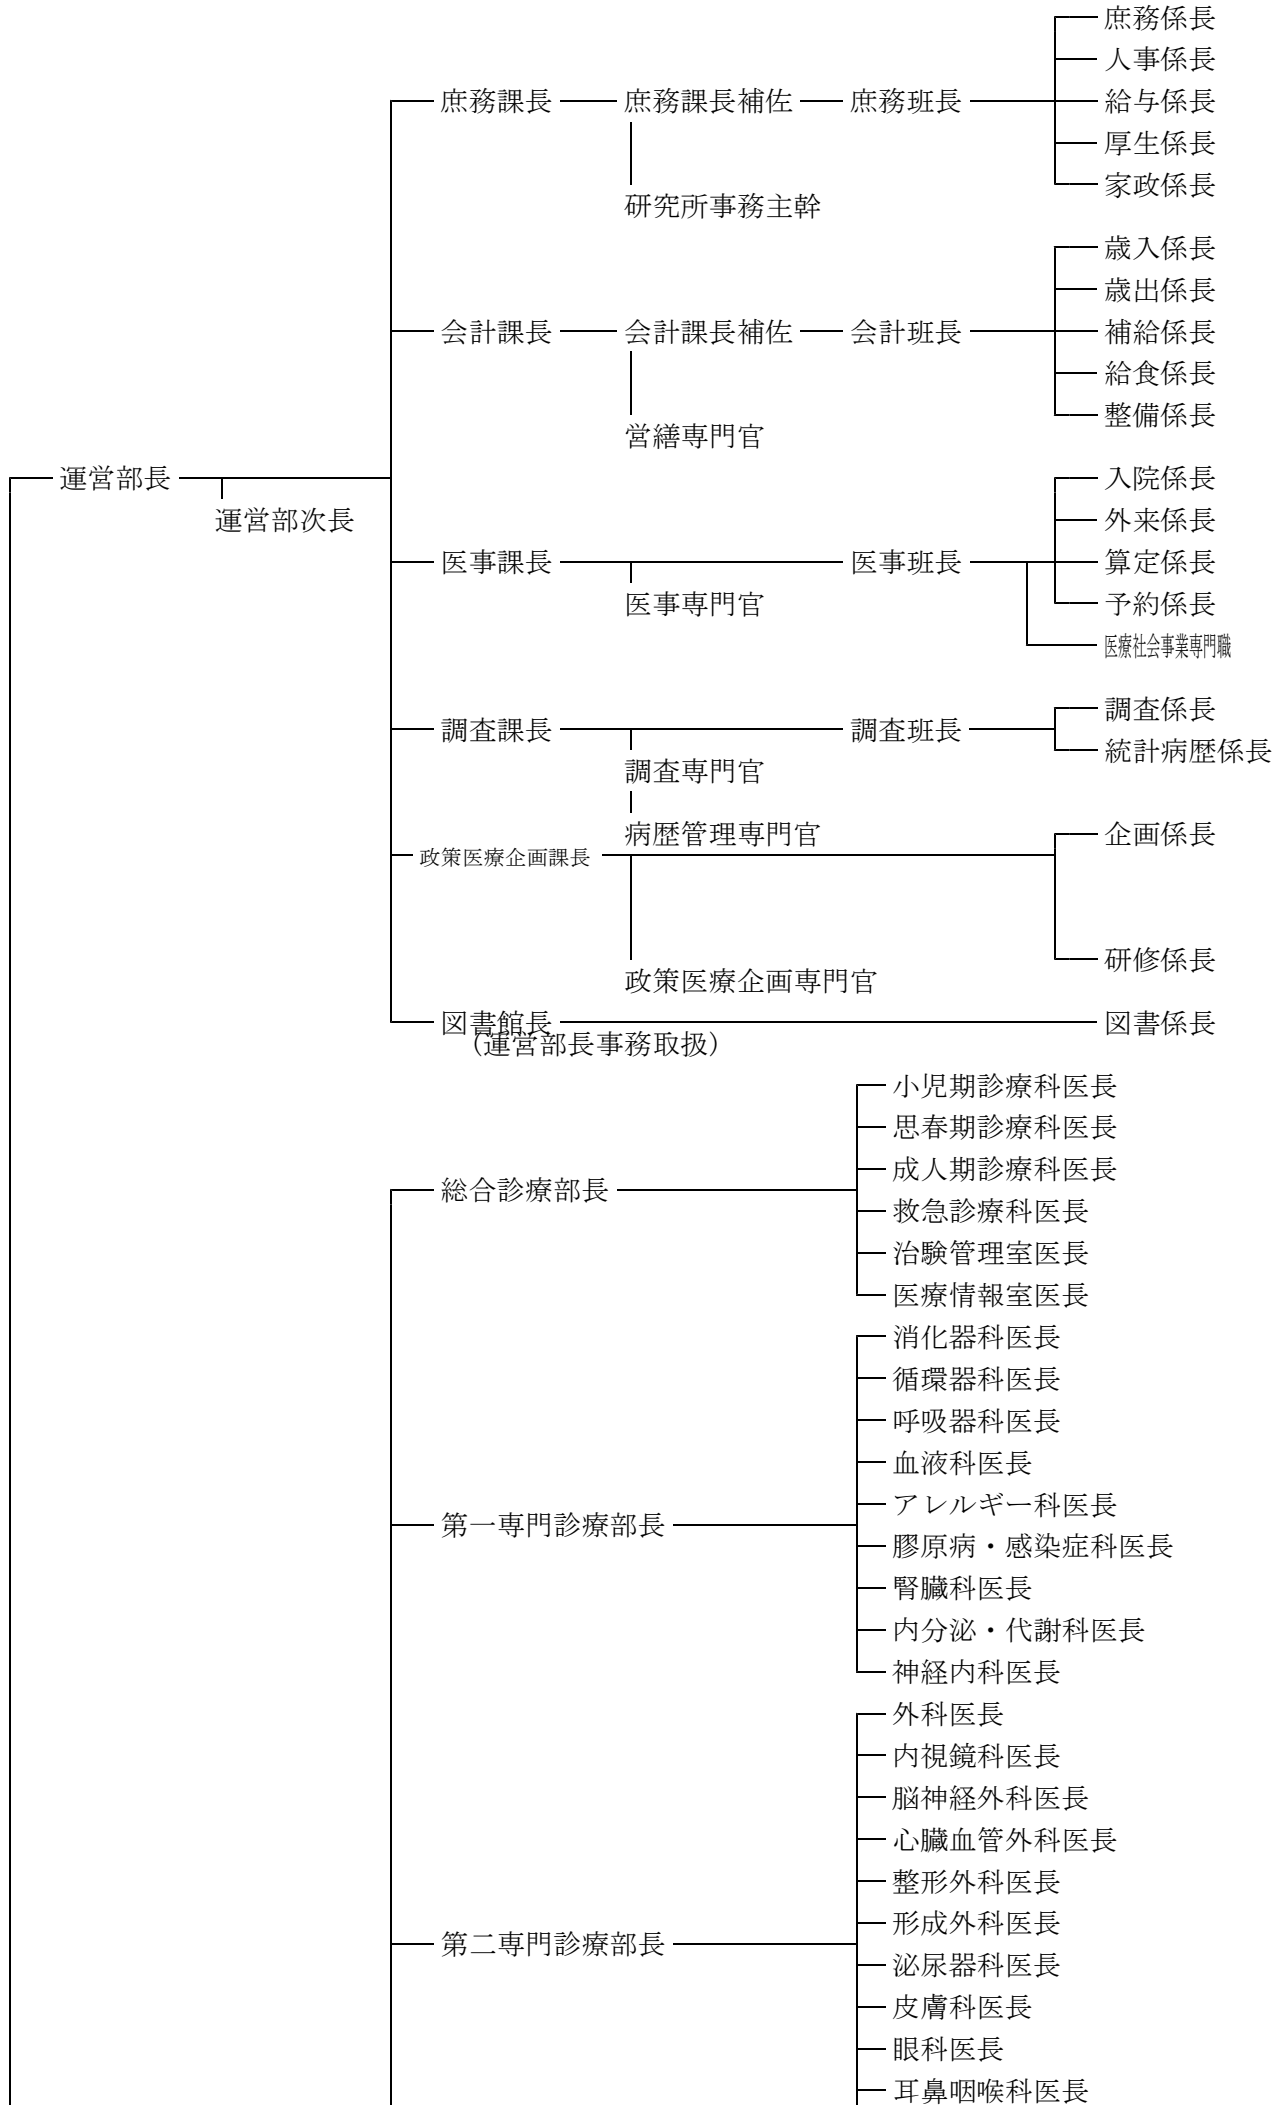 庶務係長
人事係長
庶務課長 庶務課長補佐 庶務班長 給与係長
厚生係長
家政係長
研究所事務主幹
歳入係長
歳出係長
会計課長 会計課長補佐 会計班長 補給係長
給食係長
整備係長
営繕専門官
運営部長 入院係長
運営部次長 外来係長
医事課長 医事班長 算定係長
医事専門官 予約係長
医療社会事業専門職
調査係長
調査課長 調査班長
統計病歴係長
調査専門官
病歴管理専門官 企画係長
政策医療企画課長
研修係長
政策医療企画専門官
図書館長 図書係長
(運営部長事務取扱)
小児期診療科医長
思春期診療科医長
成人期診療科医長
総合診療部長
救急診療科医長
治験管理室医長
医療情報室医長
消化器科医長
循環器科医長
呼吸器科医長
血液科医長
アレルギー科医長
第一専門診療部長
膠原病・感染症科医長
腎臓科医長
内分泌・代謝科医長
神経内科医長
外科医長
内視鏡科医長
脳神経外科医長
心臓血管外科医長
整形外科医長
形成外科医長
第二専門診療部長
泌尿器科医長
皮膚科医長
眼科医長
耳鼻咽喉科医長